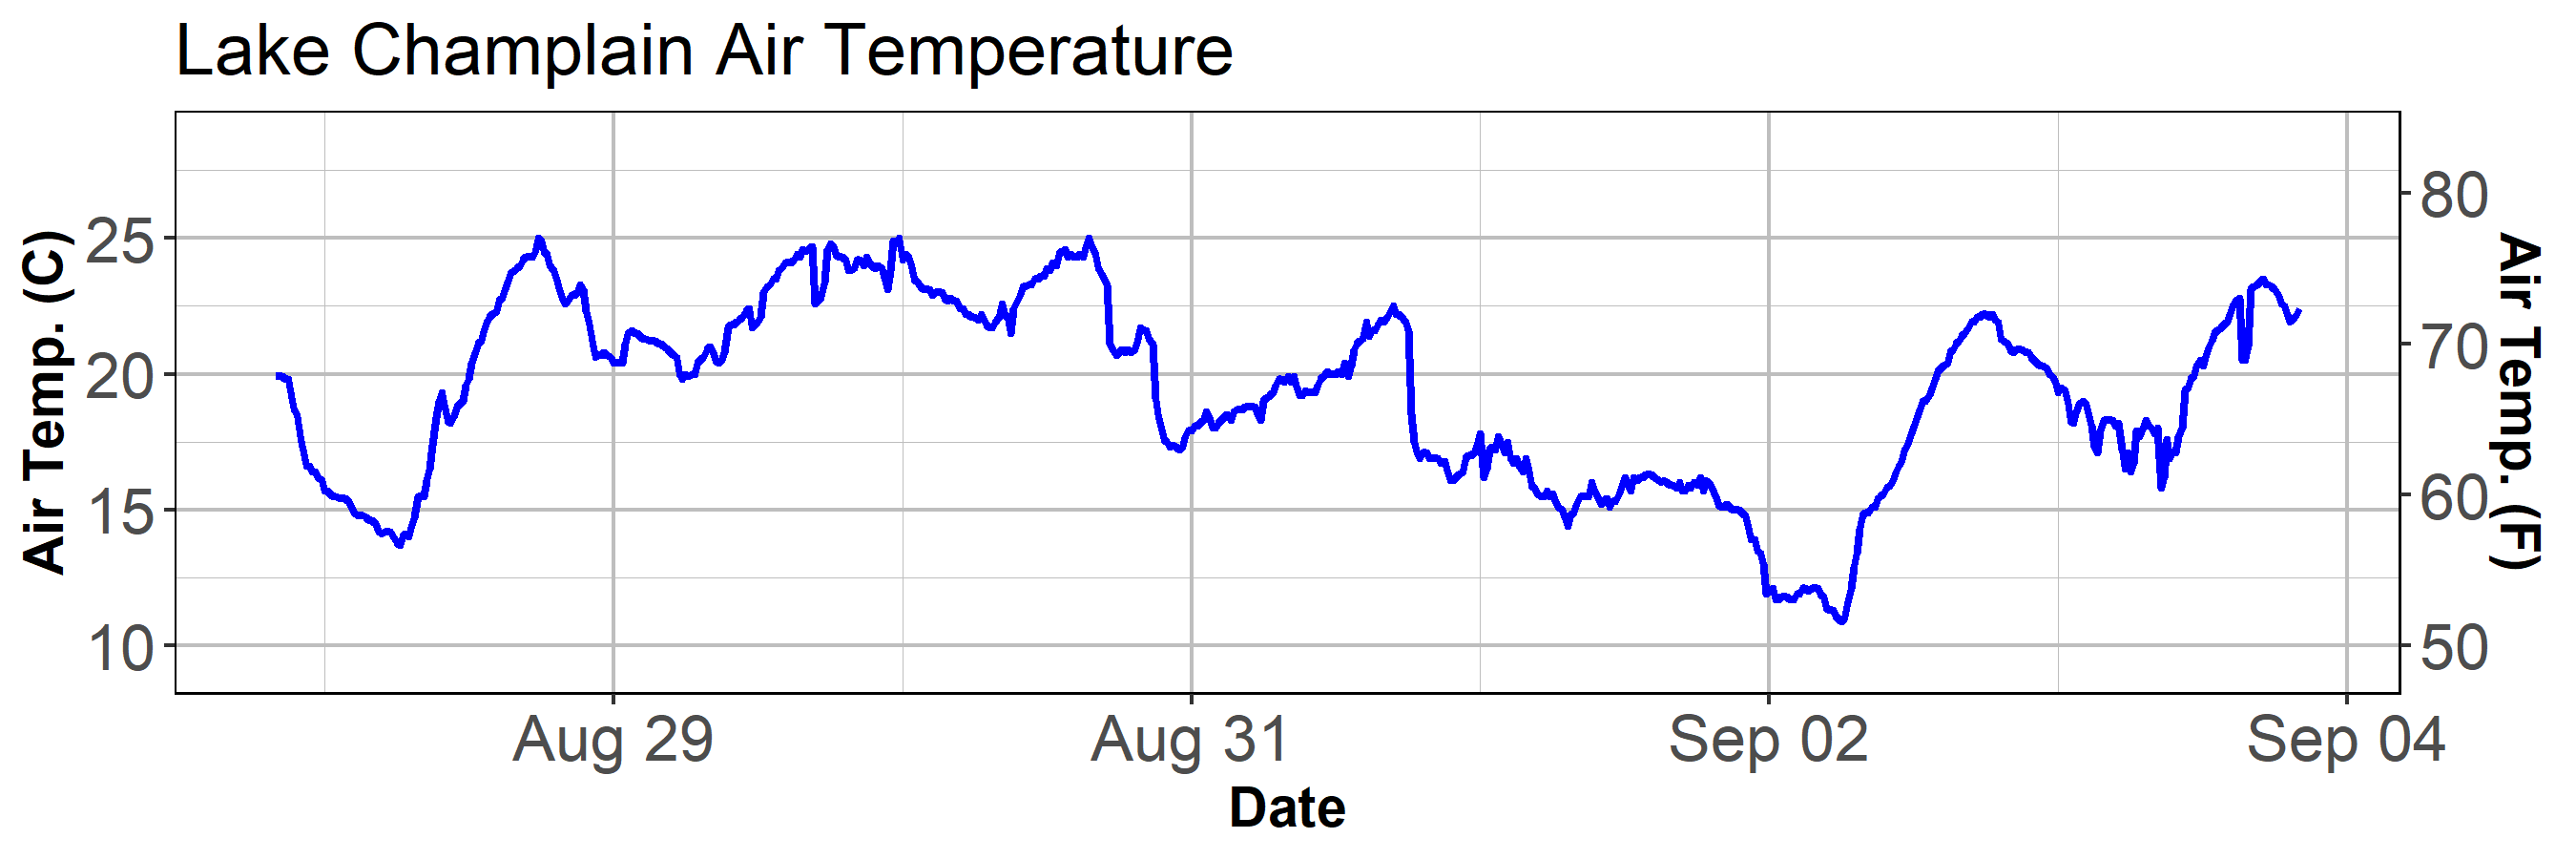 Lake Champlain Air Temperature
Air Temp. (C)
25
20
15
10
80
70
60
50
Air Temp. (F)
Aug 29
Aug 31
Sep 02
Sep 04
Date